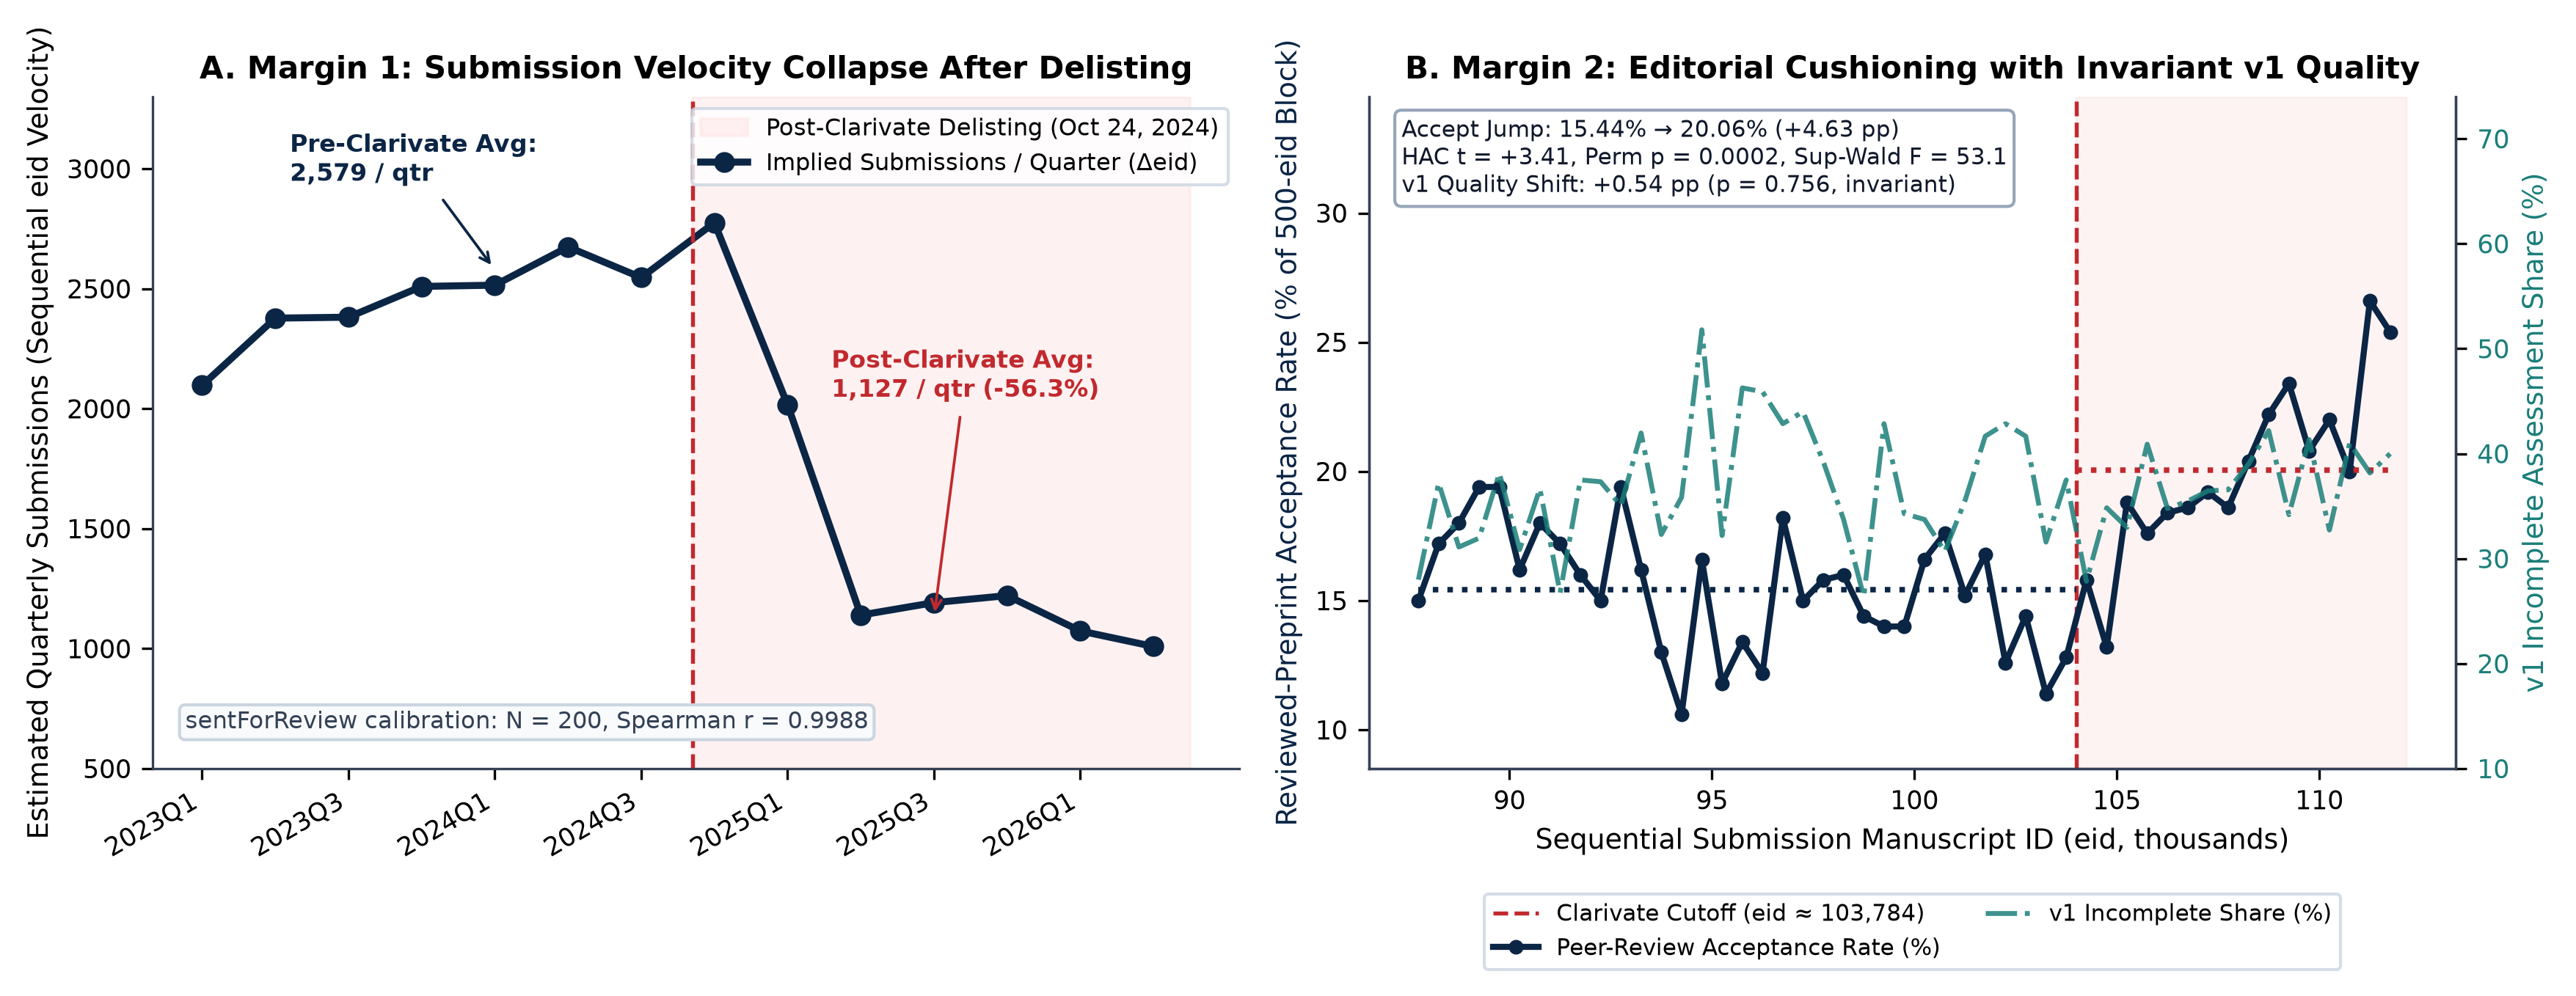 A. Margin 1: Submission Velocity Collapse After Delisting
Estimated Quarterly Submissions (Sequential eid Velocity)
3000
2500
2000
1500
1000
500
Pre-Clarivate Avg:
2,579 / qtr
Post-Clarivate Delisting (Oct 24, 2024)
Implied Submissions / Quarter (Δeid)
Post-Clarivate Avg:
1,127 / qtr (-56.3%)
sentForReview calibration: N = 200, Spearman r = 0.9988
2023Q1
2023Q3
2024Q1
2024Q3
2025Q1
2025Q3
2026Q1
B. Margin 2: Editorial Cushioning with Invariant v1 Quality
Reviewed-Preprint Acceptance Rate (% of 500-eid Block)
30
25
20
15
10
Accept Jump: 15.44% → 20.06% (+4.63 pp)
HAC t = +3.41, Perm p = 0.0002, Sup-Wald F = 53.1
v1 Quality Shift: +0.54 pp (p = 0.756, invariant)
70
60
50
40
30
20
10
v1 Incomplete Assessment Share (%)
90
95
100
105
110
Sequential Submission Manuscript ID (eid, thousands)
Clarivate Cutoff (eid ≈ 103,784)
Peer-Review Acceptance Rate (%)
v1 Incomplete Share (%)